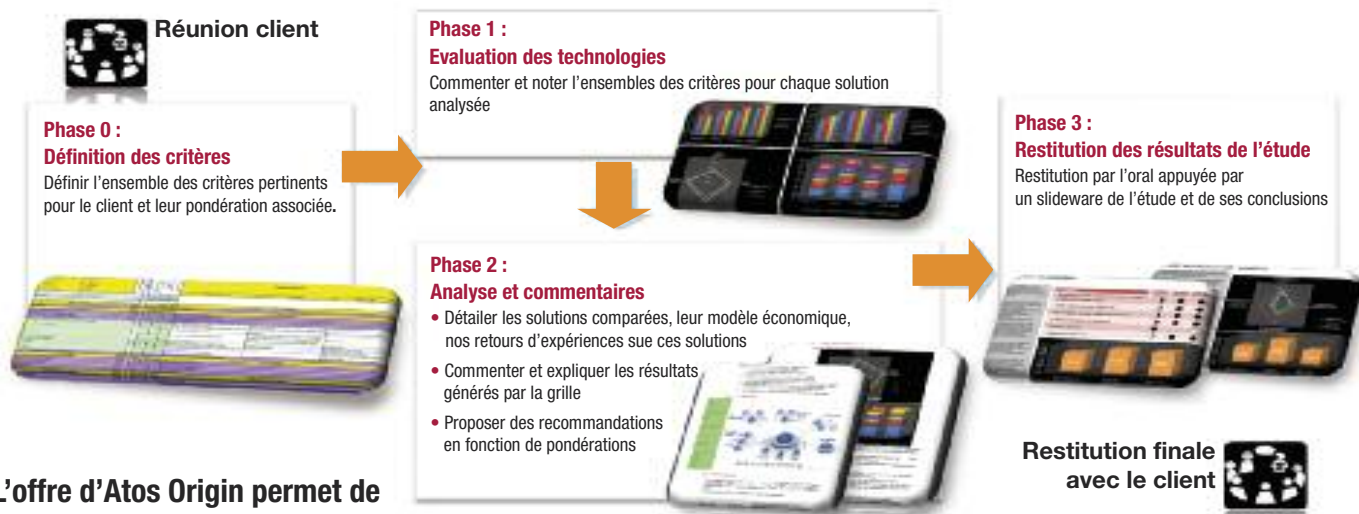 Réunion client
Phase 0 :
Définition des critères
Définir l'ensemble des critères pertinents
pour le client et leur pondération associée.
Phase 1 :
Evaluation des technologies
Commenter et noter l'ensembles des critères pour chaque solution
analysée
Phase 2 :
Analyse et commentaires
• Détailler les solutions comparées, leur modèle économique,
nos retours d'expériences sue ces solutions
• Commenter et expliquer les résultats
générés par la grille
• Proposer des recommandations
en fonction de pondérations
Phase 3 :
Restitution des résultats de l'étude
Restitution par l'oral appuyée par
un slideware de l'étude et de ses conclusions
Restitution finale
avec le client
L'offre d'Atos Origin permet de